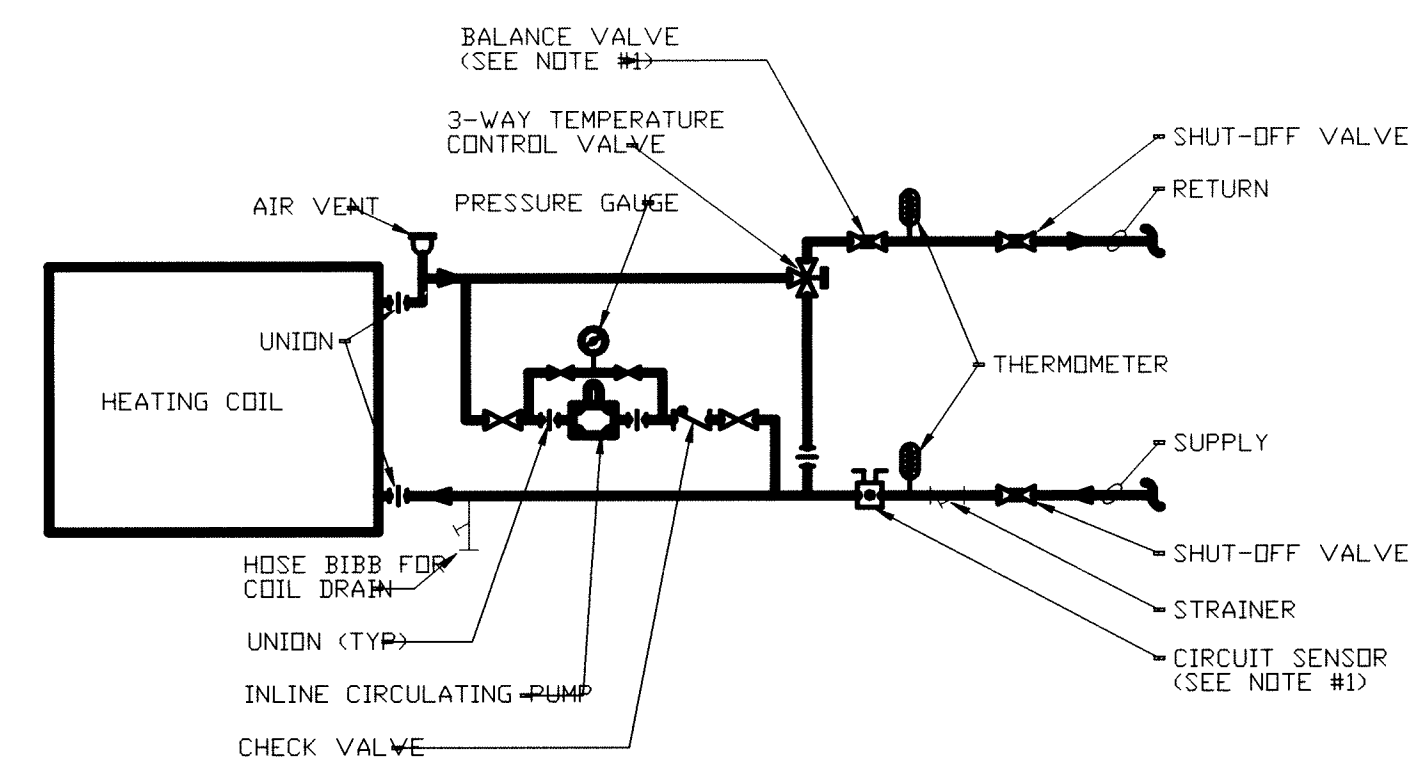 BALANCE VALVE
(SEE NOTE #1)
3-WAY TEMPERATURE
CONTROL VALVE
SHUT-OFF VALVE
RETURN
AIR VENT
PRESSURE GAUGE
UNION
THERMOMETER
HEATING COIL
SUPPLY
HOSE BIBB FOR
COIL DRAIN
SHUT-OFF VALVE
STRAINER
UNION (TYP)
CIRCUIT SENSOR
(SEE NOTE #1)
INLINE CIRCULATING PUMP
CHECK VALVE